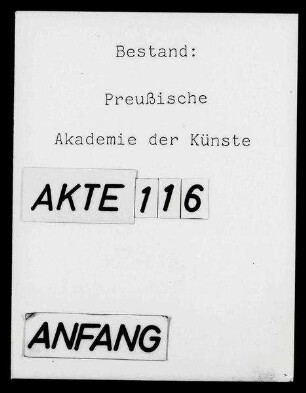 Bestand:
Preußische
Akademie der Künste
AKTE 116
ANFANG